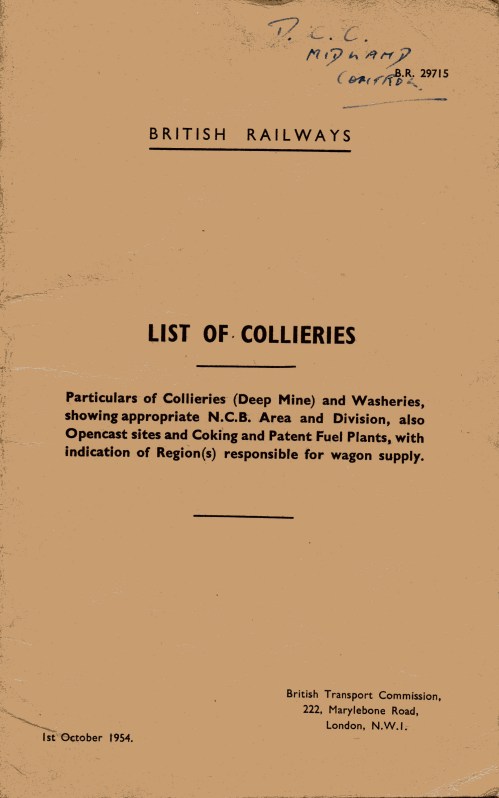 D.C.C.
MIDLAND
CONTROL.
B.R. 29715
BRITISH RAILWAYS
LIST OF COLLIERIES
Particulars of Collieries (Deep Mine) and Washeries,
showing appropriate N.C.B. Area and Division, also
Opencast sites and Coking and Patent Fuel Plants, with
indication of Region(s) responsible for wagon supply.
British Transport Commission,
222, Marylebone Road,
London, N.W.1.
1st October 1954.